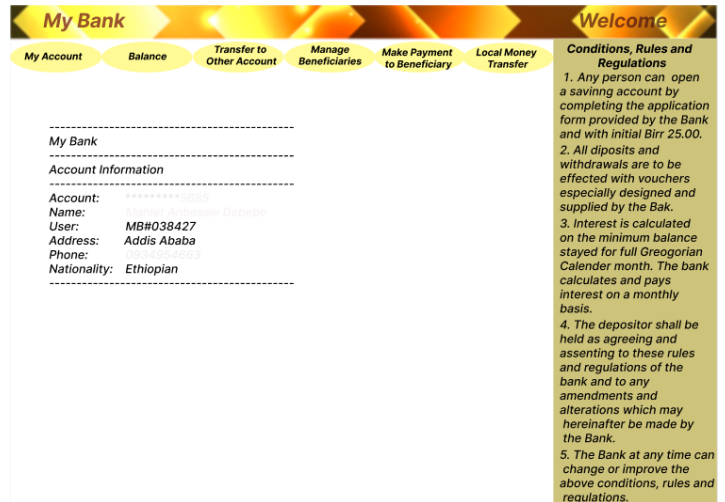 My Bank
Welcome
My Account
Balance
Transfer to
Other Account
Manage
Beneficiaries
Make Payment
to Beneficiary
Local Money
Transfer
-----------------------------------------
My Bank
-----------------------------------------
Account Information
-----------------------------------------
Account: *********5685
Name:
User: MB#038427
Address: Addis Ababa
Phone: 0934954663
Nationality: Ethiopian
-----------------------------------------
Conditions, Rules and
Regulations
1. Any person can open
a savinng account by
completing the application
form provided by the Bank
and with initial Birr 25.00.
2. All diposits and
withdrawals are to be
effected with vouchers
especially designed and
supplied by the Bak.
3. Interest is calculated
on the minimum balance
stayed for full Greogorian
Calender month. The bank
calculates and pays
interest on a monthly
basis.
4. The depositor shall be
held as agreeing and
assenting to these rules
and regulations of the
bank and to any
amendments and
alterations which may
hereinafter be made by
the Bank.
5. The Bank at any time can
change or improve the
above conditions, rules and
regulations.